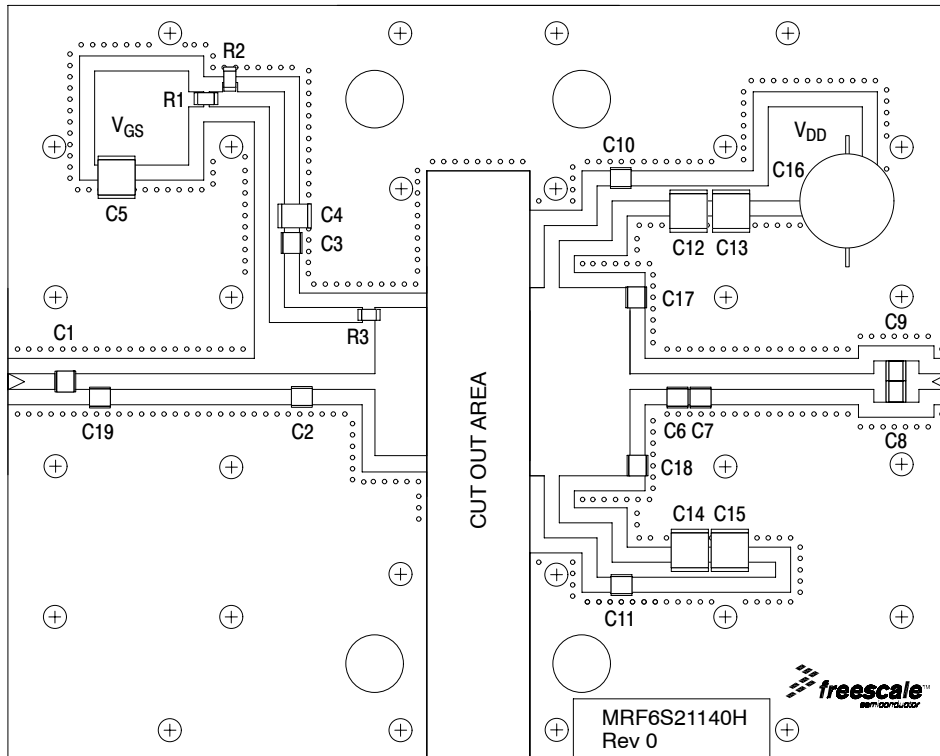 R2
R1
VGS
C5
C4
C3
R3
C1
C19
C2
CUT OUT AREA
C10
VDD
C16
C12
C13
C17
C9
C6
C7
C8
C18
C14
C15
C11
freescale™
semiconductor
MRF6S21140H
Rev 0